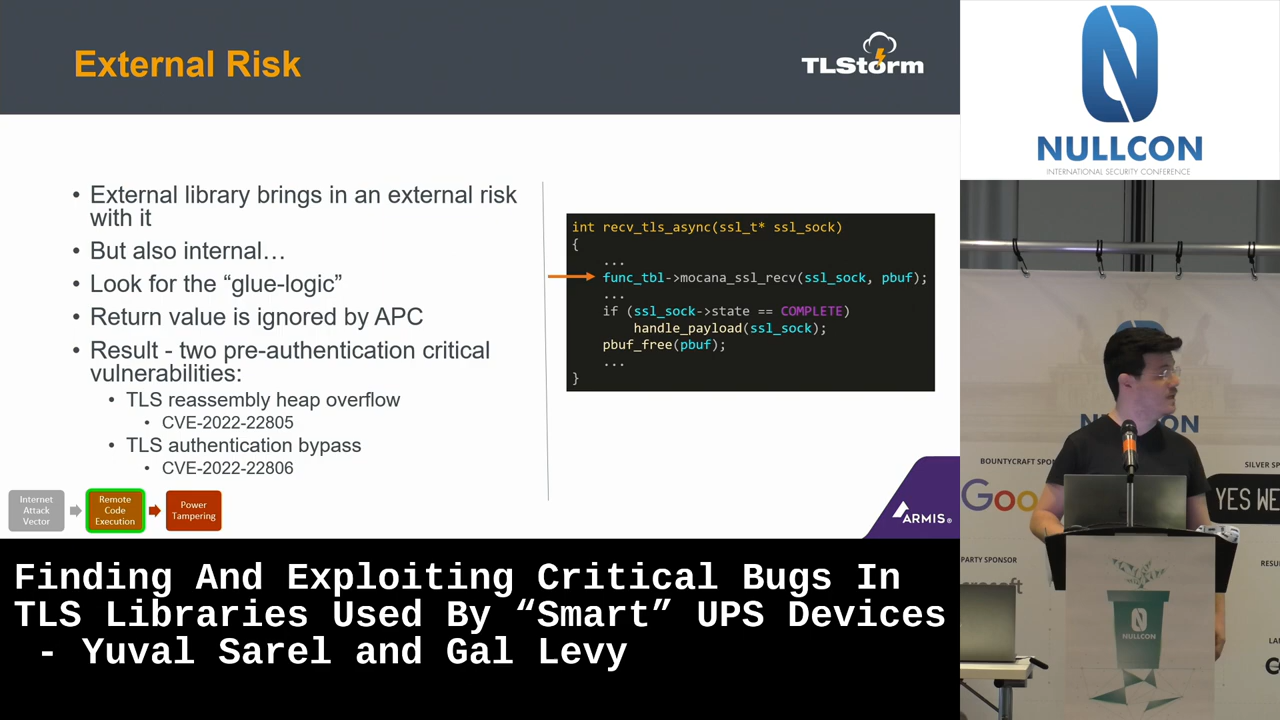 External Risk
TLStorm
• External library brings in an external risk
with it
• But also internal…
• Look for the “glue-logic”
• Return value is ignored by APC
• Result - two pre-authentication critical
vulnerabilities:
• TLS reassembly heap overflow
• CVE-2022-22805
• TLS authentication bypass
• CVE-2022-22806
int recv_tls_async(ssl_t* ssl_sock)
{
...
func_tbl->mocana_ssl_recv(ssl_sock, pbuf);
...
if (ssl_sock->state == COMPLETE)
handle_payload(ssl_sock);
pbuf_free(pbuf);
...
}
Internet
Attack
Vector
Remote
Code
Execution
Power
Tampering
ARMIS®
NULLCON
INTERNATIONAL SECURITY CONFERENCE
BOUNTYCRAFT SPO
SILVER SP
Goo
YES WE
PARTY SPONSOR
RESU
LAN
NULLCON
Finding And Exploiting Critical Bugs In
TLS Libraries Used By “Smart” UPS Devices
- Yuval Sarel and Gal Levy